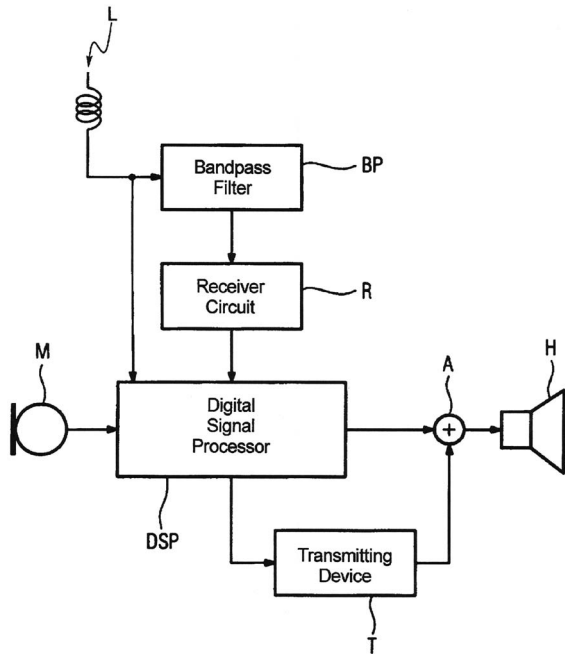 L
Bandpass
Filter
BP
Receiver
Circuit
R
M
Digital
Signal
Processor
A
H
DSP
Transmitting
Device
T